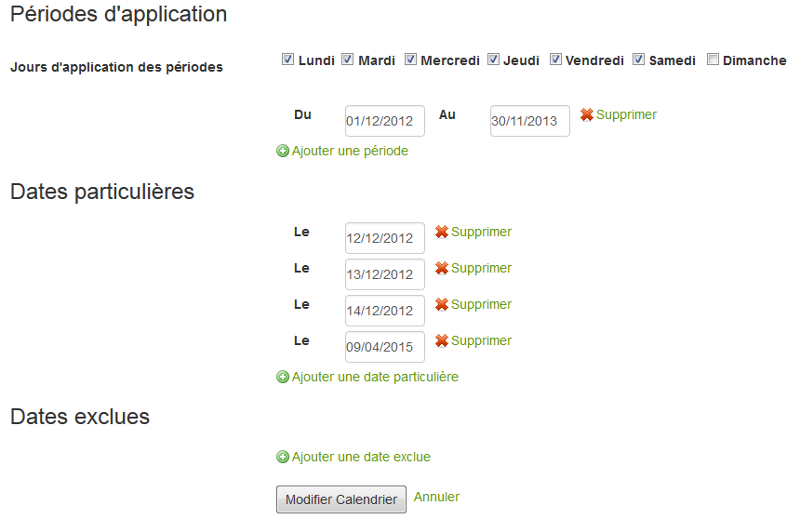 Périodes d'application
Jours d'application des périodes Lundi Mardi Mercredi Jeudi Vendredi Samedi Dimanche
Du 01/12/2012 Au 30/11/2013 Supprimer
Ajouter une période
Dates particulières
Le 12/12/2012 Supprimer
Le 13/12/2012 Supprimer
Le 14/12/2012 Supprimer
Le 09/04/2015 Supprimer
Ajouter une date particulière
Dates exclues
Ajouter une date exclue
Modifier Calendrier Annuler